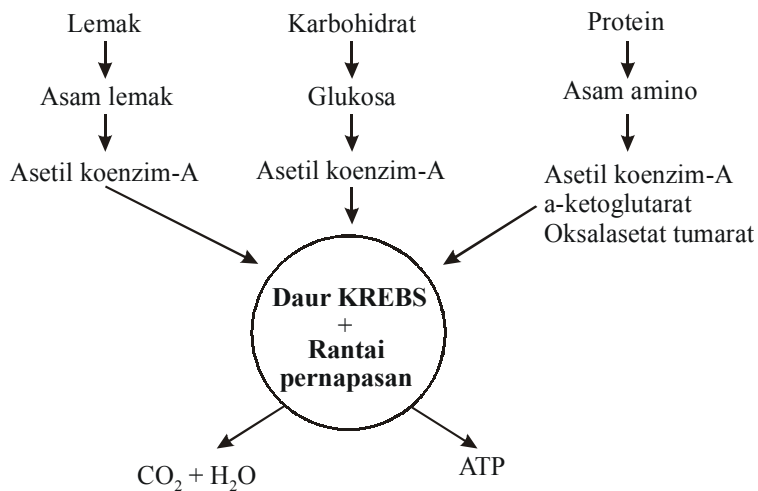 Lemak
Karbohidrat
Protein
Asam lemak
Glukosa
Asam amino
Asetil koenzim-A
Asetil koenzim-A
Asetil koenzim-A
a-ketoglutarat
Oksalasetat tumarat
Daur KREBS
+
Rantai
pernapasan
CO₂ + H₂O
ATP